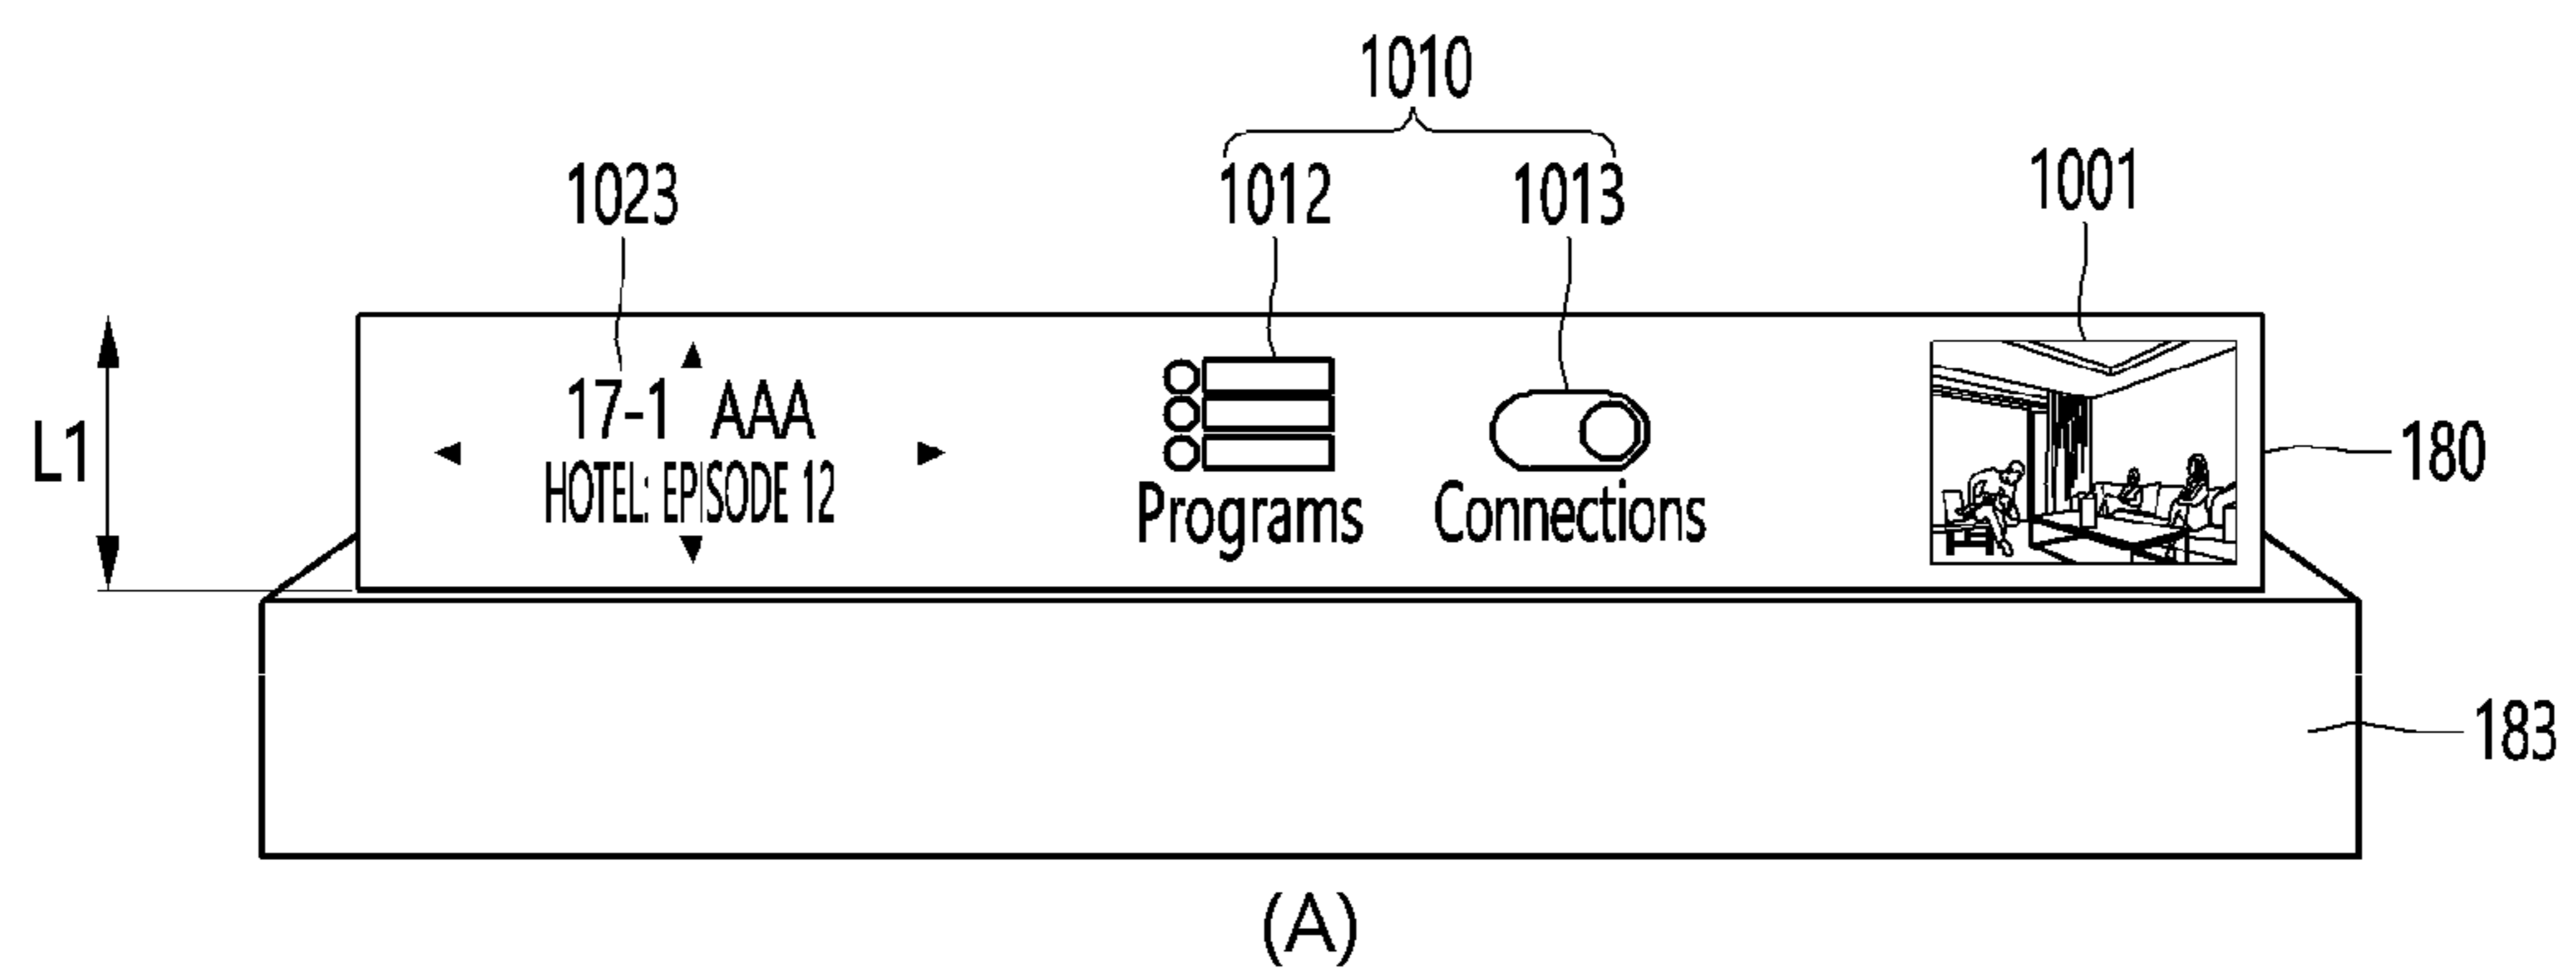 1010
1023
1012
1013
1001
17-1 AAA
HOTEL: EPISODE 12
Programs
Connections
L1
180
183
(A)